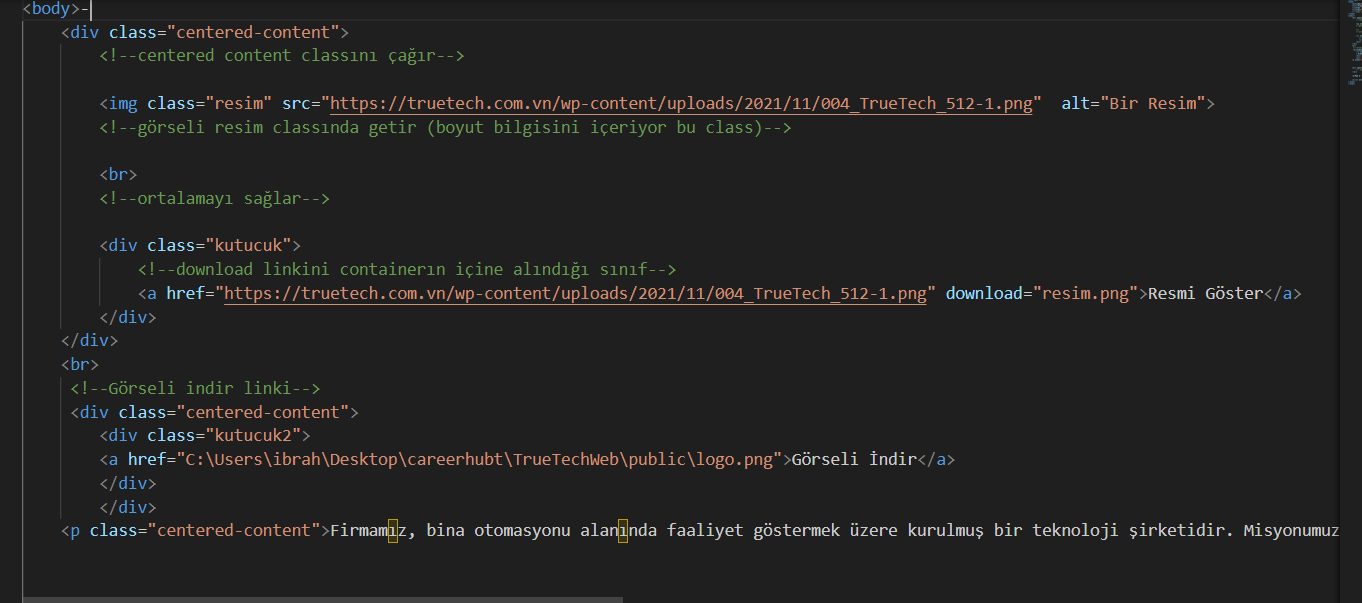 <body>-
<div class="centered-content">
<!--centered content classını çağır-->
<img class="resim" src="https://truetech.com.vn/wp-content/uploads/2021/11/004_TrueTech_512-1.png"  alt="Bir Resim">
<!--görseli resim classında getir (boyut bilgisini içeriyor bu class)-->
<br>
<!--ortalamayı sağlar-->
<div class="kutucuk">
<!--download linkini containerın içine alındığı sınıf-->
<a href="https://truetech.com.vn/wp-content/uploads/2021/11/004_TrueTech_512-1.png" download="resim.png">Resmi Göster</a>
</div>
</div>
<br>
<!--Görseli indir linki-->
<div class="centered-content">
<div class="kutucuk2">
<a href="C:\Users\ibrah\Desktop\careerhubt\TrueTechWeb\public\logo.png">Görseli İndir</a>
</div>
</div>
<p class="centered-content">Firmamız, bina otomasyonu alanında faaliyet göstermek üzere kurulmuş bir teknoloji şirketidir. Misyonumuz